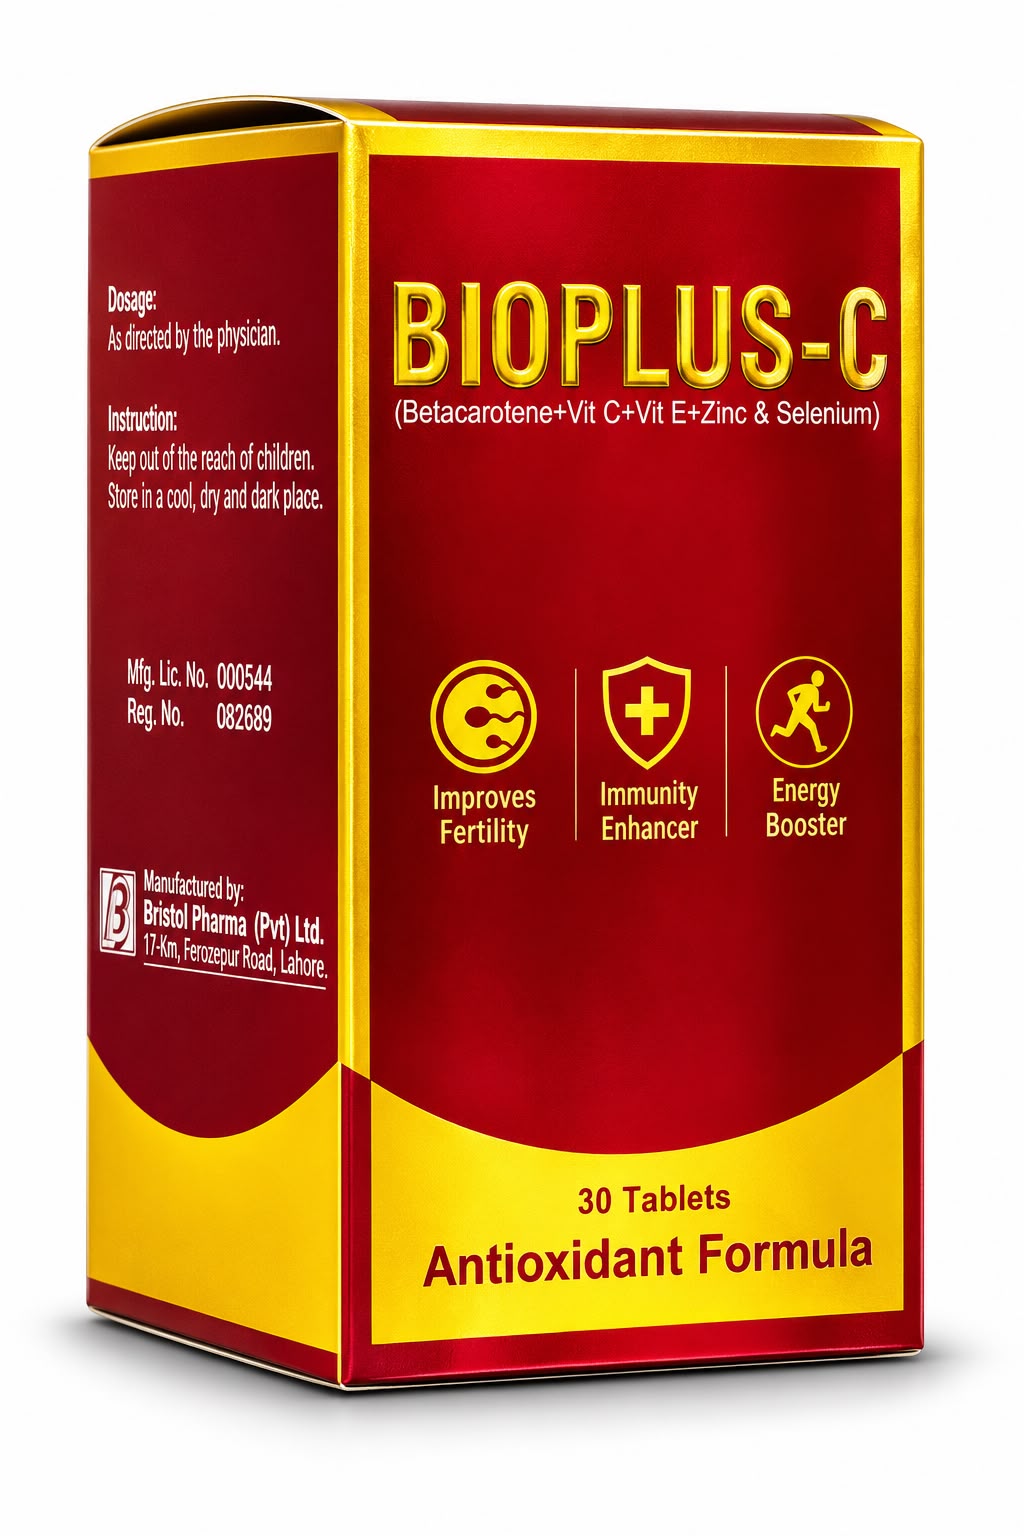 Dosage:
As directed by the physician.
Instruction:
Keep out of the reach of children.
Store in a cool, dry and dark place.
Mfg. Lic. No. 000544
Reg. No. 082689
B
Manufactured by:
Bristol Pharma (Pvt) Ltd.
17-Km, Ferozepur Road, Lahore.
BIOPLUS-C
(Betacarotene+Vit C+Vit E+Zinc & Selenium)
Improves
Fertility
Immunity
Enhancer
Energy
Booster
30 Tablets
Antioxidant Formula